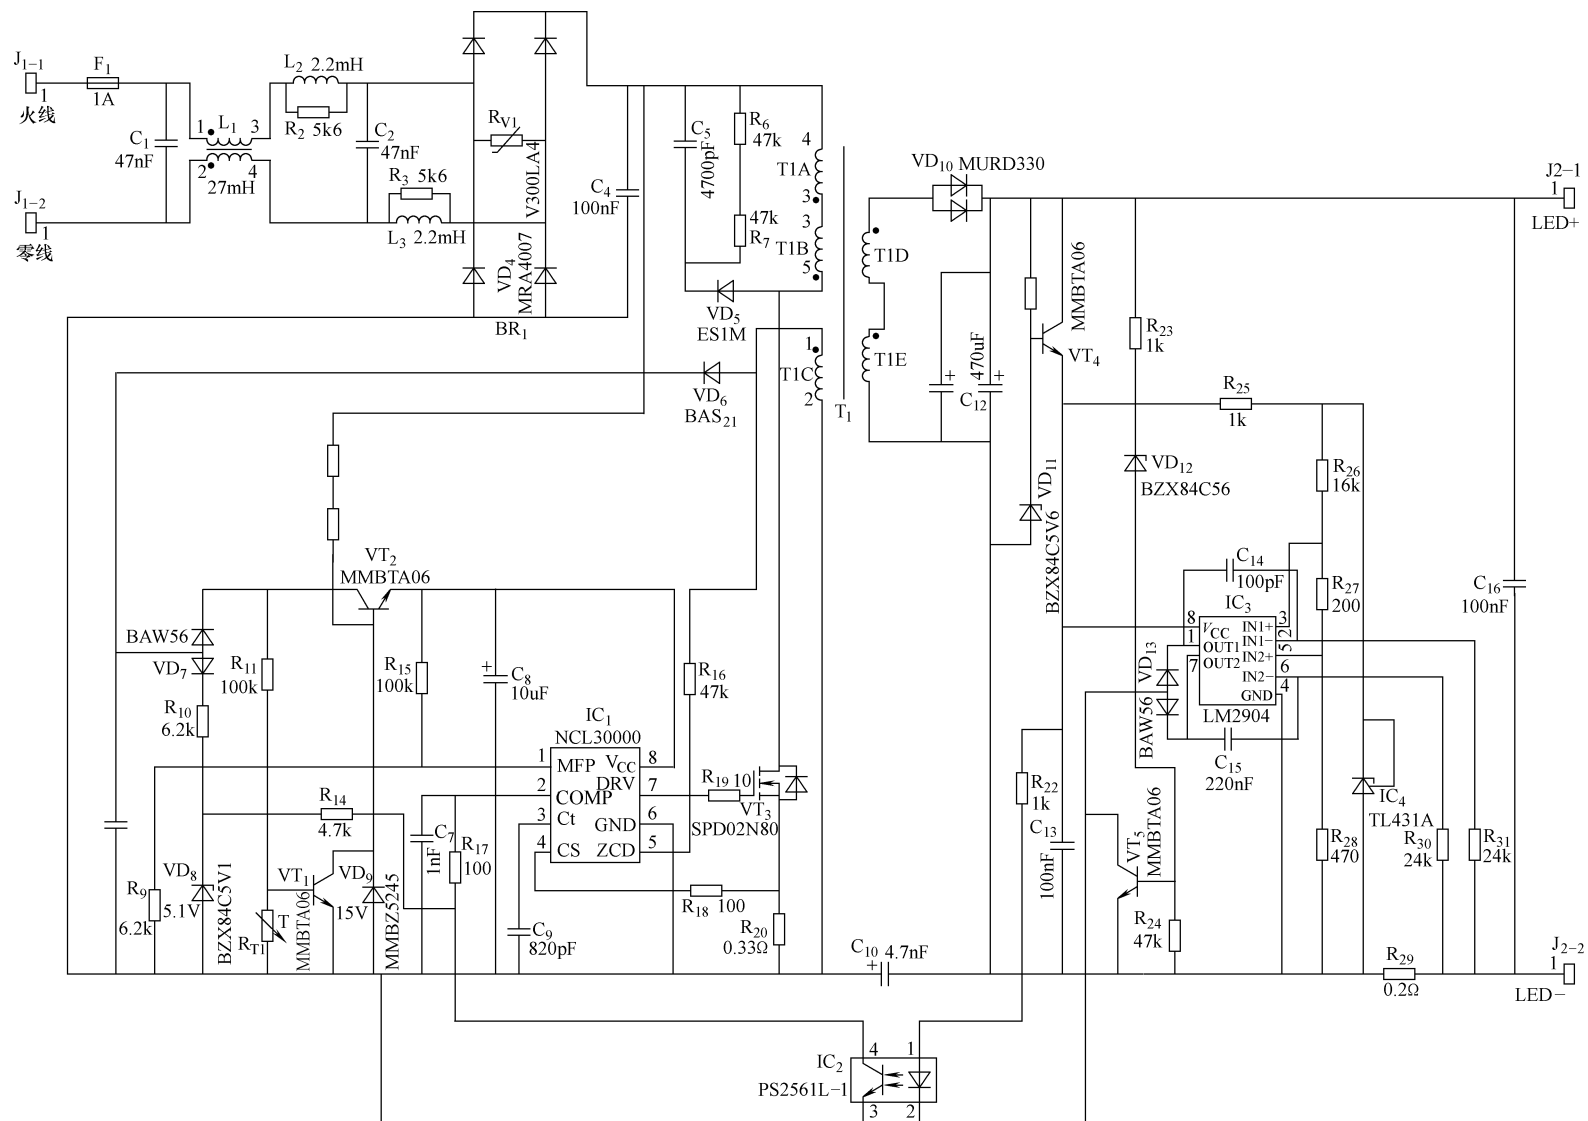 J1-1
1
火线
F1
1A
C1
47nF
L1
1
3
2
4
27mH
J1-2
1
零线
L2 2.2mH
R2 5k6
C2
47nF
R3 5k6
L3 2.2mH
RV1
V300LA4
VD4
MRA4007
BR1
C4
100nF
C5
4700pF
R6
47k
47k
R7
VD5
ES1M
4
T1A
3
3
T1B
5
1
T1C
2
T1
T1D
T1E
VD10 MURD330
470uF
C12
MMBTA06
VT4
R23
1k
J2-1
1
LED+
VD6
BAS21
R25
1k
VD11
BZX84C5V6
VD12
BZX84C56
R26
16k
C14
100pF
R27
200
C16
100nF
VT2
MMBTA06
BAW56
VD7
R10
6.2k
R11
100k
R15
100k
C8
10uF
R16
47k
IC1
NCL30000
1
MFP
VCC
8
2
COMP
DRV
7
3
Ct
GND
6
4
CS
ZCD
5
R19 10
VT3
SPD02N80
IC3
8
VCC
IN1+
3
1
OUT1
IN1−
2
7
OUT2
IN2+
5
IN2−
6
GND
4
LM2904
VD13
BAW56
C15
220nF
R14
4.7k
C7
1nF
R17
100
R22
1k
C13
100nF
VT5
MMBTA06
R24
47k
IC4
TL431A
R28
470
R30
24k
R31
24k
R9
6.2k
VD8
5.1V
BZX84C5V1
VT1
MMBTA06
T
RT1
VD9
15V
MMBZ5245
C9
820pF
R18 100
R20
0.33Ω
C10 4.7nF
R29
0.2Ω
J2-2
1
LED−
IC2
PS2561L-1
4
1
3
2